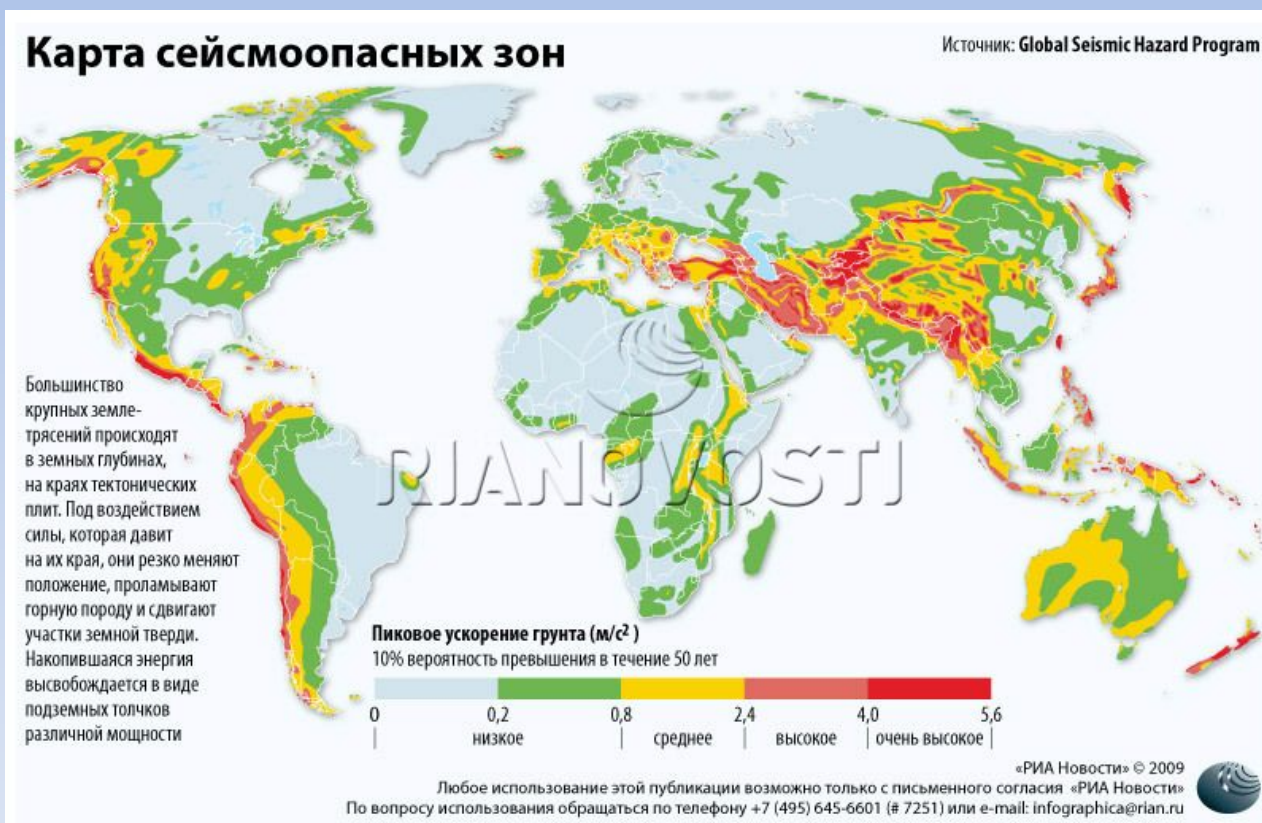 Карта сейсмоопасных зон
Источник: Global Seismic Hazard Program
Большинство
крупных земле-
трясений происходят
в земных глубинах,
на краях тектонических
плит. Под воздействием
силы, которая давит
на их края, они резко меняют
положение, проламывают
горную породу и сдвигают
участки земной тверди.
Накопившаяся энергия
высвобождается в виде
подземных толчков
различной мощности
RIANOVOSTI
Пиковое ускорение грунта (м/с²)
10% вероятность превышения в течение 50 лет
0 0,2 0,8 2,4 4,0 5,6
низкое среднее высокое очень высокое
«РИА Новости» © 2009
Любое использование этой публикации возможно только с письменного согласия «РИА Новости»
По вопросу использования обращаться по телефону +7 (495) 645-6601 (# 7251) или e-mail: infographica@rian.ru